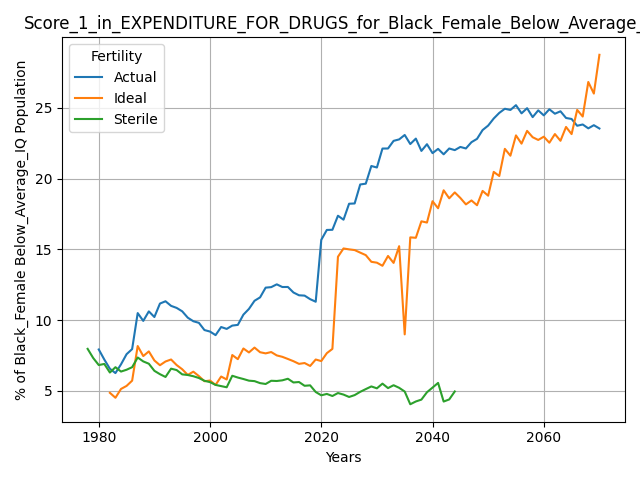 Score_1_in_EXPENDITURE_FOR_DRUGS_for_Black_Female_Below_Average_
Fertility
Actual
Ideal
Sterile
% of Black_Female Below_Average_IQ Population
25
20
15
10
5
1980 2000 2020 2040 2060
Years